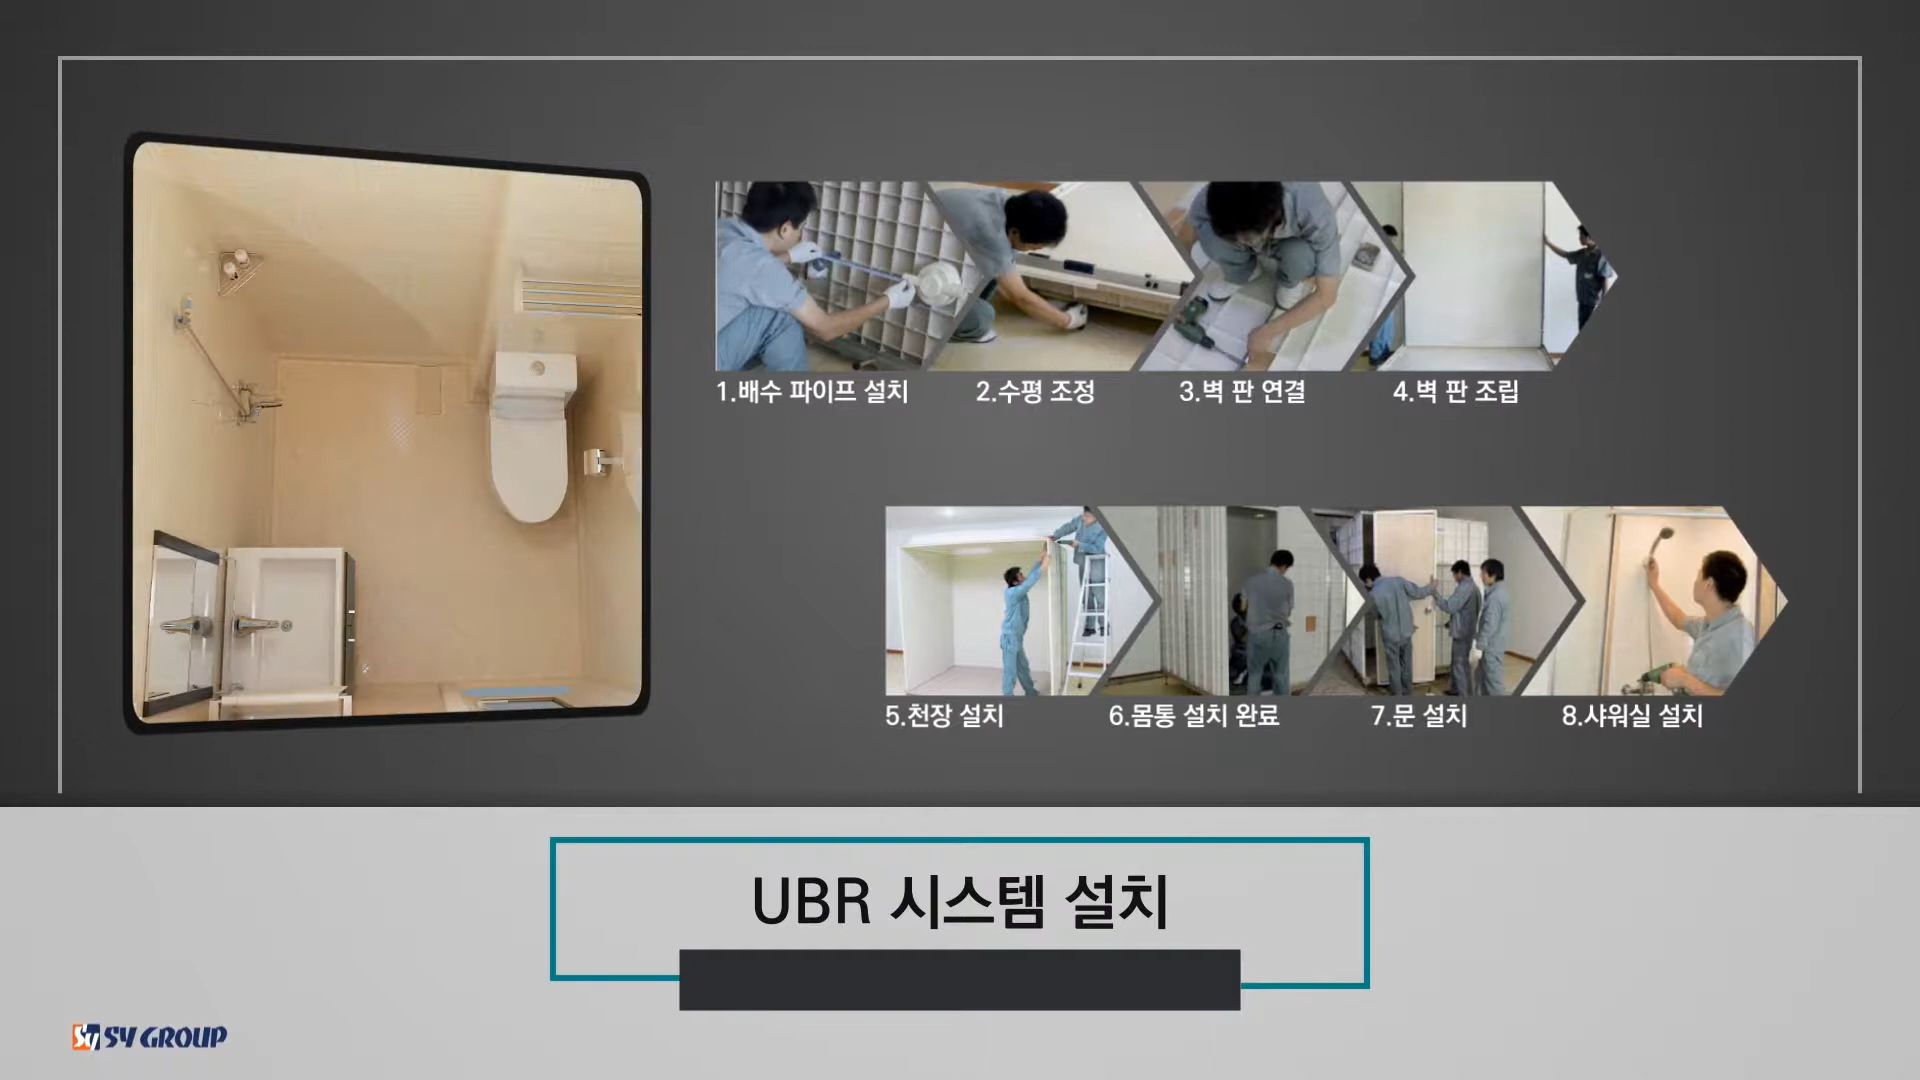 1.배수 파이프 설치
2.수평 조정
3.벽 판 연결
4.벽 판 조립
5.천장 설치
6.몸통 설치 완료
7.문 설치
8.샤워실 설치
UBR 시스템 설치
SY SY GROUP